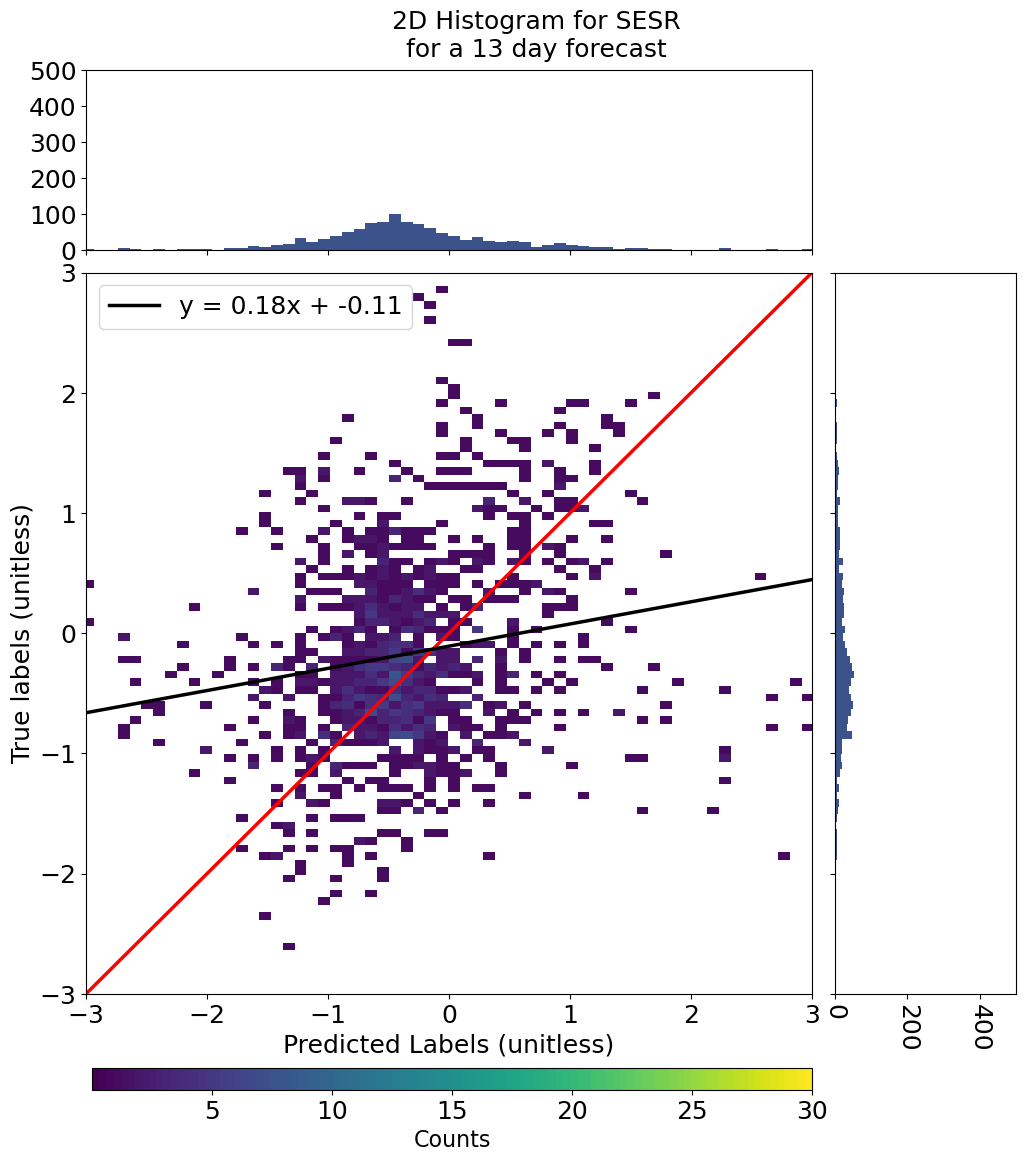 2D Histogram for SESR
for a 13 day forecast
500
400
300
200
100
0
3
2
1
0
−1
−2
−3
True labels (unitless)
y = 0.18x + -0.11
−3 −2 −1 0 1 2 3
Predicted Labels (unitless)
0 200 400
5 10 15 20 25 30
Counts